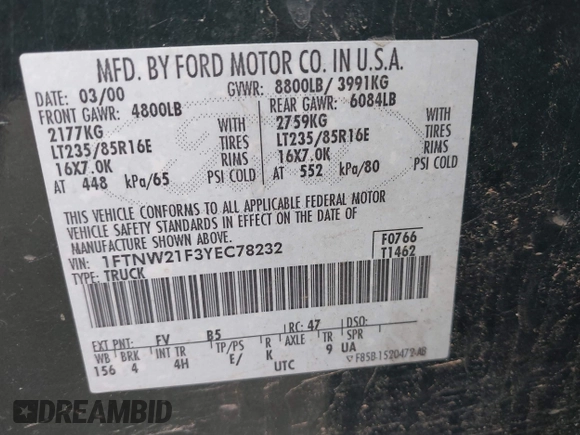 MFD. BY FORD MOTOR CO. IN U.S.A.
DATE: 03/00 GVWR: 8800LB/ 3991KG
FRONT GAWR: 4800LB REAR GAWR: 6084LB
2177KG WITH 2759KG WITH
LT235/85R16E TIRES LT235/85R16E TIRES
16X7.0K RIMS 16X7.0K RIMS
AT 448 kPa/65 PSI COLD AT 552 kPa/80 PSI COLD
THIS VEHICLE CONFORMS TO ALL APPLICABLE FEDERAL MOTOR
VEHICLE SAFETY STANDARDS IN EFFECT ON THE DATE OF
MANUFACTURE SHOWN ABOVE.
VIN: 1FTNW21F3YEC78232 F0766
TYPE: TRUCK T1462
EXT PNT: FV B5 RC: 47 DSO:
WB BRK INT TR TP/PS R AXLE TR SPR
156 4 4H E/ K 9 UA
UTC F85B-1520472-AB
DREAMBID